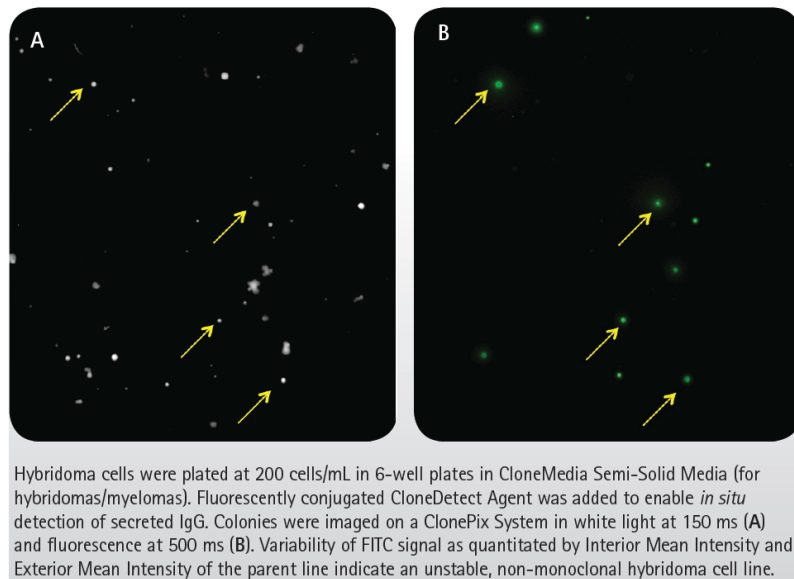 A
B
Hybridoma cells were plated at 200 cells/mL in 6-well plates in CloneMedia Semi-Solid Media (for
hybridomas/myelomas). Fluorescently conjugated CloneDetect Agent was added to enable in situ
detection of secreted IgG. Colonies were imaged on a ClonePix System in white light at 150 ms (A)
and fluorescence at 500 ms (B). Variability of FITC signal as quantitated by Interior Mean Intensity and
Exterior Mean Intensity of the parent line indicate an unstable, non-monoclonal hybridoma cell line.